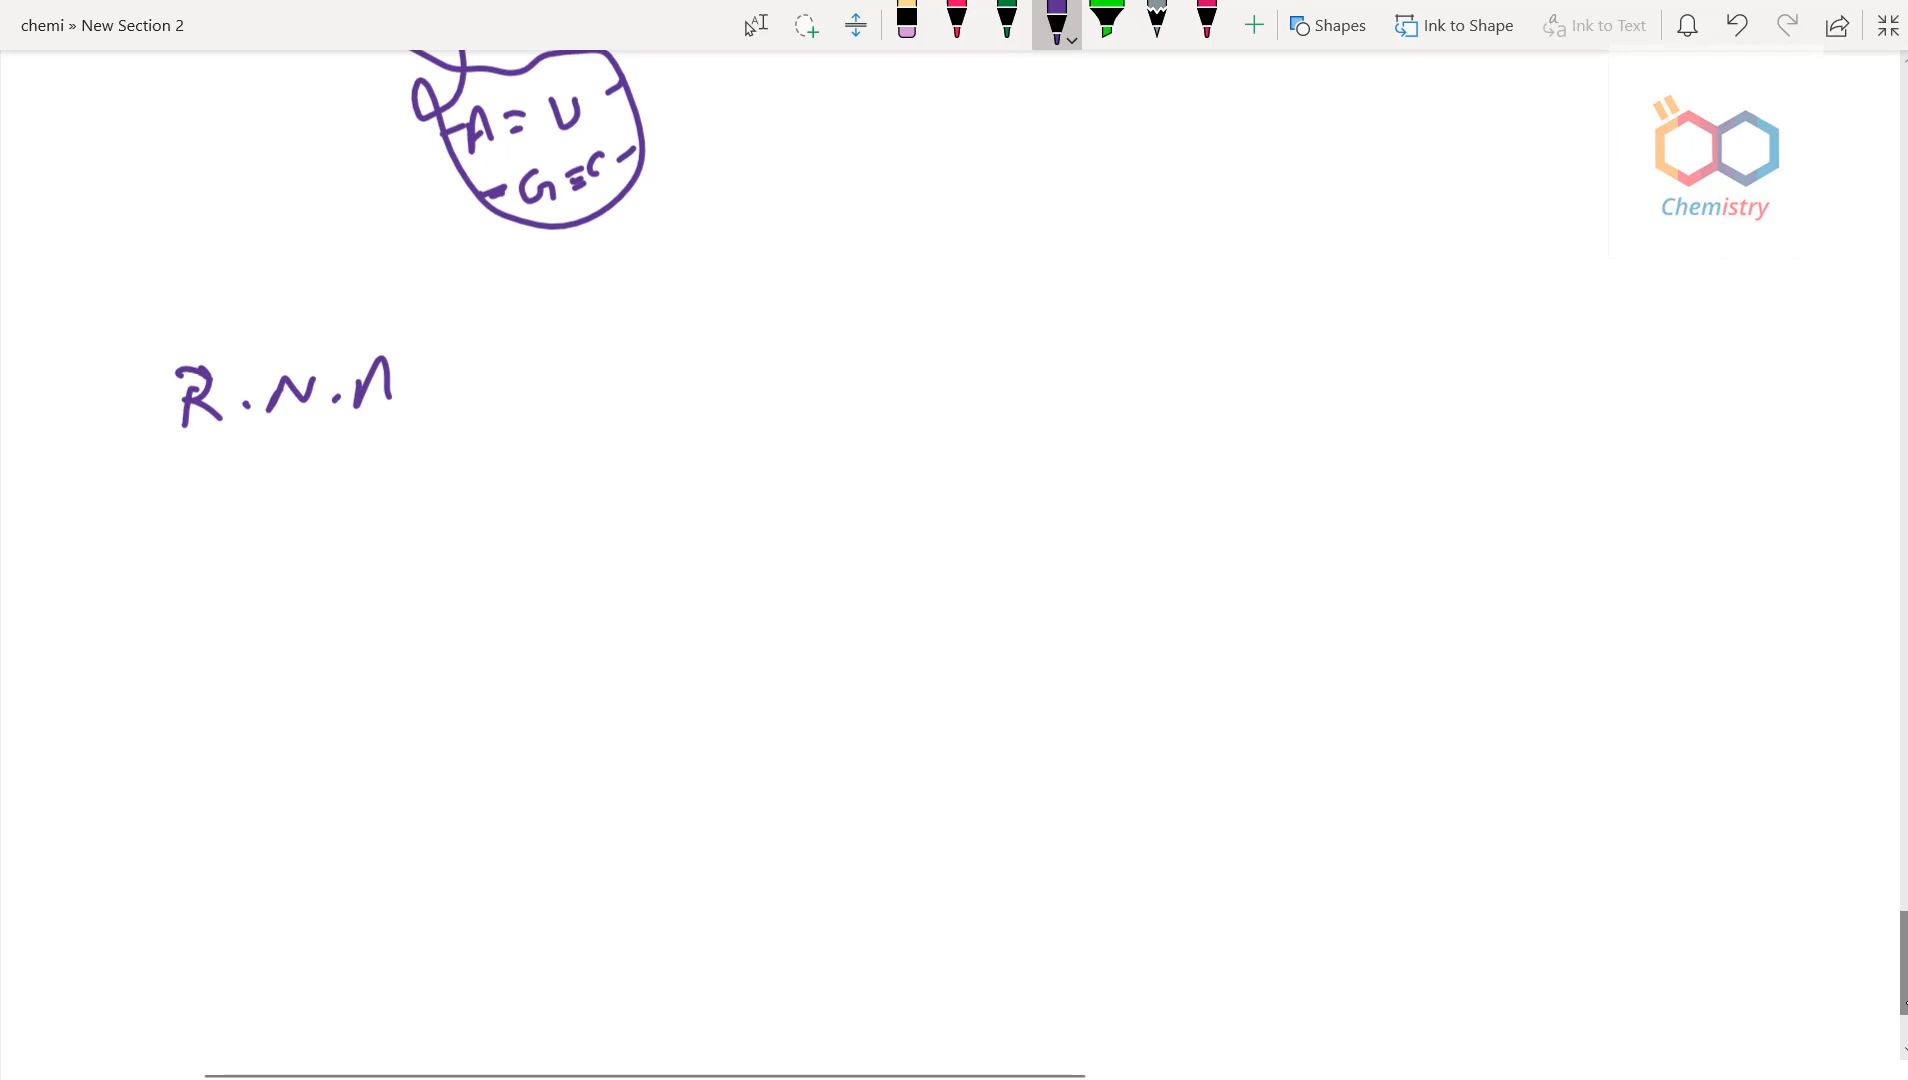 chemi » New Section 2
Shapes
Ink to Shape
Ink to Text
A = U
G ≡ C
Chemistry
R . N . A